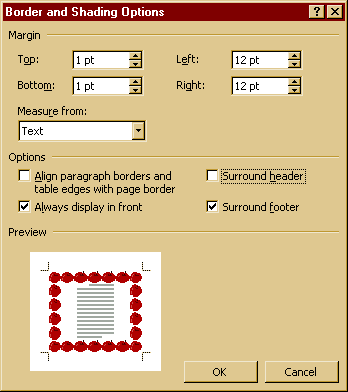 Border and Shading Options
Margin
Top: 1 pt Left: 12 pt
Bottom: 1 pt Right: 12 pt
Measure from:
Text
Options
Align paragraph borders and
table edges with page border
Surround header
Always display in front
Surround footer
Preview
OK Cancel